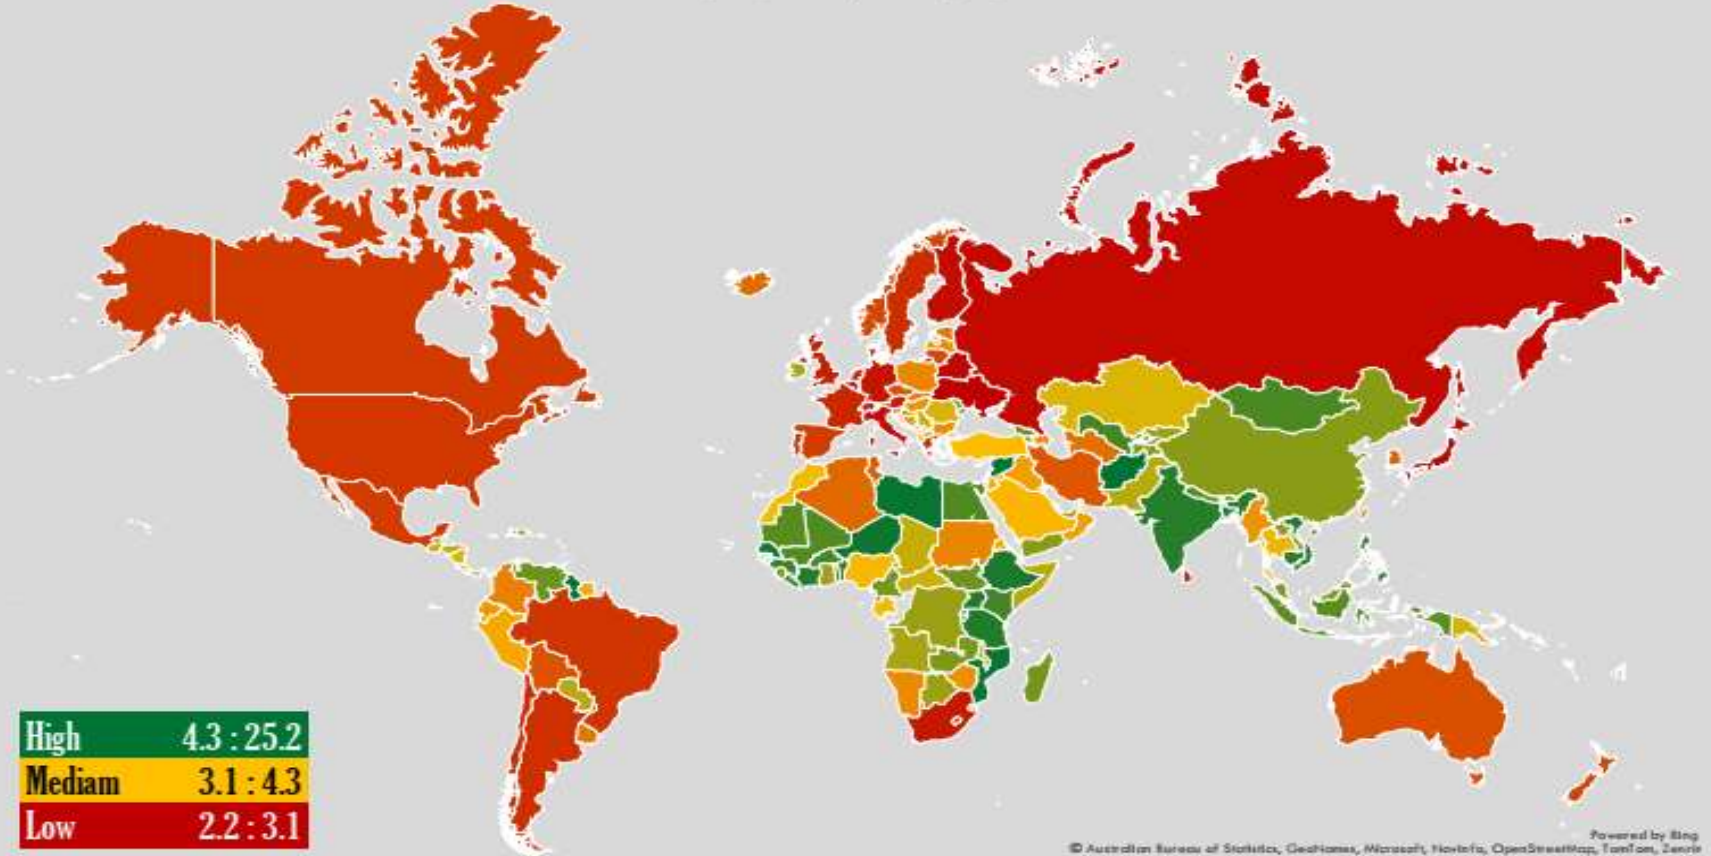 High 4.3 : 25.2
Mediam 3.1 : 4.3
Low 2.2 : 3.1
Powered by Bing
© Australian Bureau of Statistics, GeoNames, Microsoft, Navinfo, OpenStreetMap, TomTom, Zenrin